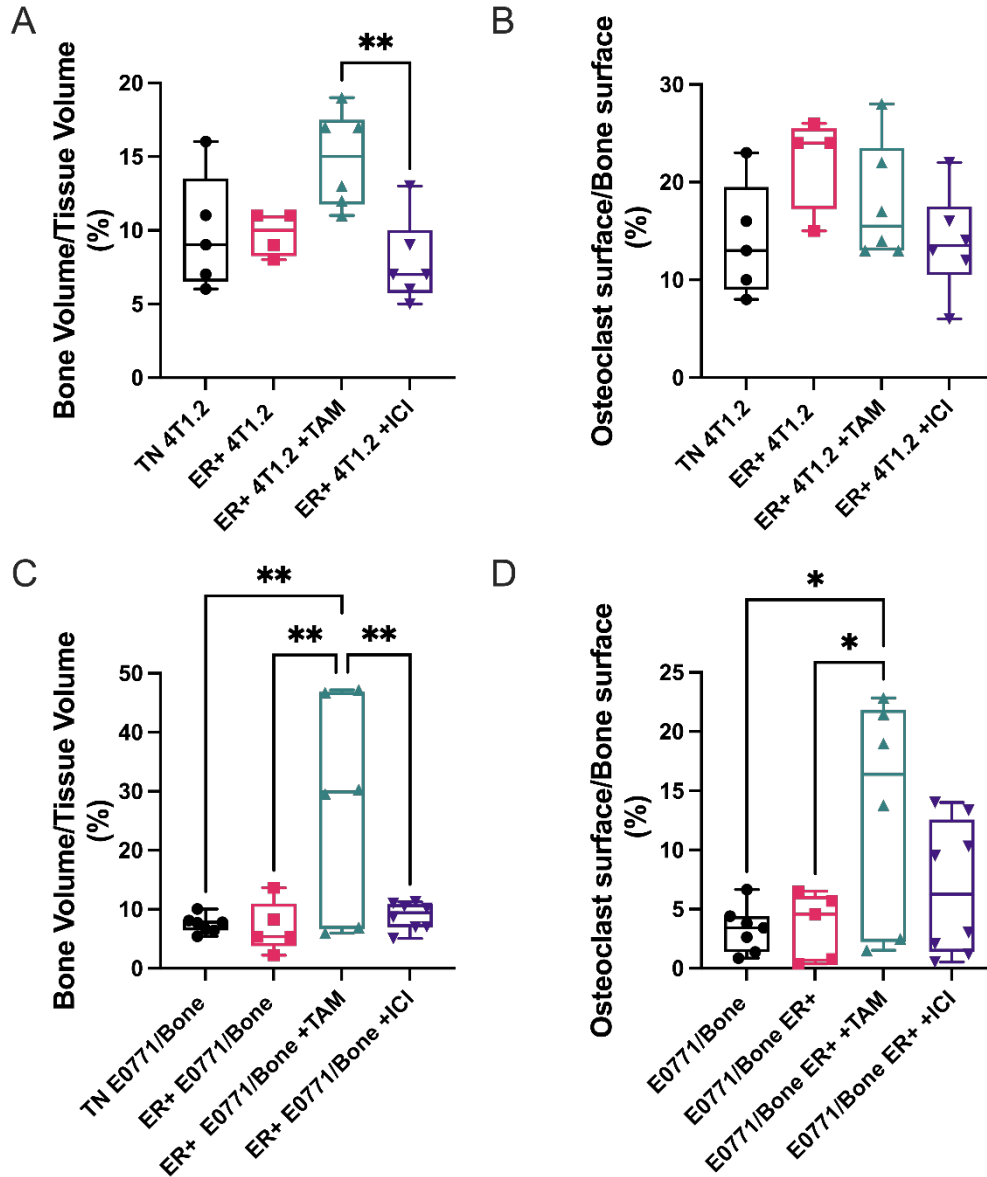 A
Bone Volume/Tissue Volume
(%)
**
20
15
10
5
0
TN 4T1.2
ER+ 4T1.2
ER+ 4T1.2 +TAM
ER+ 4T1.2 +ICI
B
Osteoclast surface/Bone surface
(%)
30
20
10
0
TN 4T1.2
ER+ 4T1.2
ER+ 4T1.2 +TAM
ER+ 4T1.2 +ICI
C
Bone Volume/Tissue Volume
(%)
**
** **
50
40
30
20
10
0
TN E0771/Bone
ER+ E0771/Bone
ER+ E0771/Bone +TAM
ER+ E0771/Bone +ICI
D
Osteoclast surface/Bone surface
(%)
*
*
25
20
15
10
5
0
E0771/Bone
E0771/Bone ER+
E0771/Bone ER+ +TAM
E0771/Bone ER+ +ICI